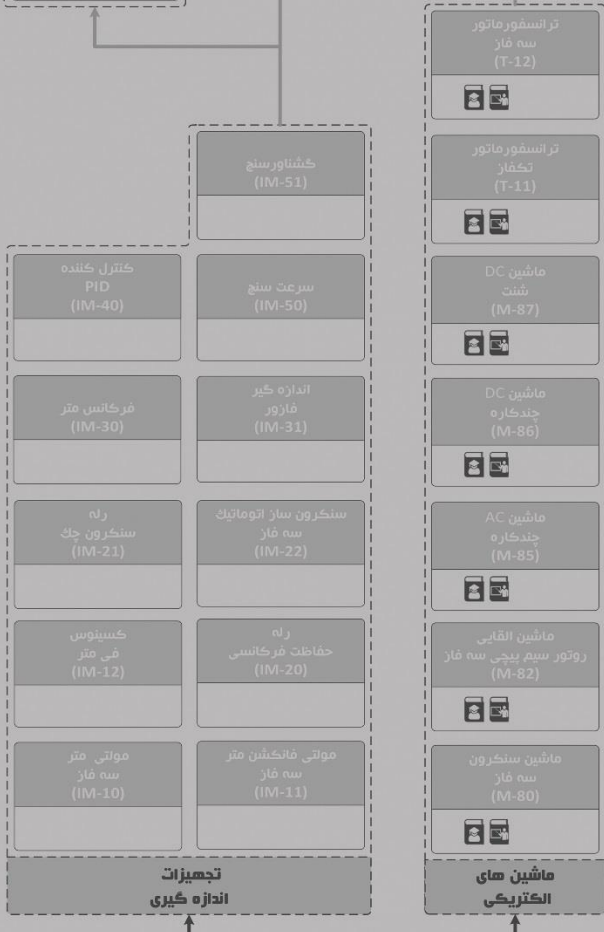 ترانسفورماتور
سه فاز
(T-12)
ترانسفورماتور
تکفاز
(T-11)
ماشین DC
شنت
(M-87)
ماشین DC
چندکاره
(M-86)
ماشین AC
چندکاره
(M-85)
ماشین القایی
روتور سیم پیچی سه فاز
(M-82)
ماشین سنکرون
سه فاز
(M-80)
ماشین های
الکتریکی
گشتاورسنج
(IM-51)
سرعت سنج
(IM-50)
کنترل کننده
PID
(IM-40)
اندازه گیر
فازور
(IM-31)
فرکانس متر
(IM-30)
سنکرون ساز اتوماتیک
سه فاز
(IM-22)
رله
سنکرون چک
(IM-21)
رله
حفاظت فرکانسی
(IM-20)
کسینوس
فی متر
(IM-12)
مولتی فانکشن متر
سه فاز
(IM-11)
مولتی متر
سه فاز
(IM-10)
تجهیزات
اندازه گیری